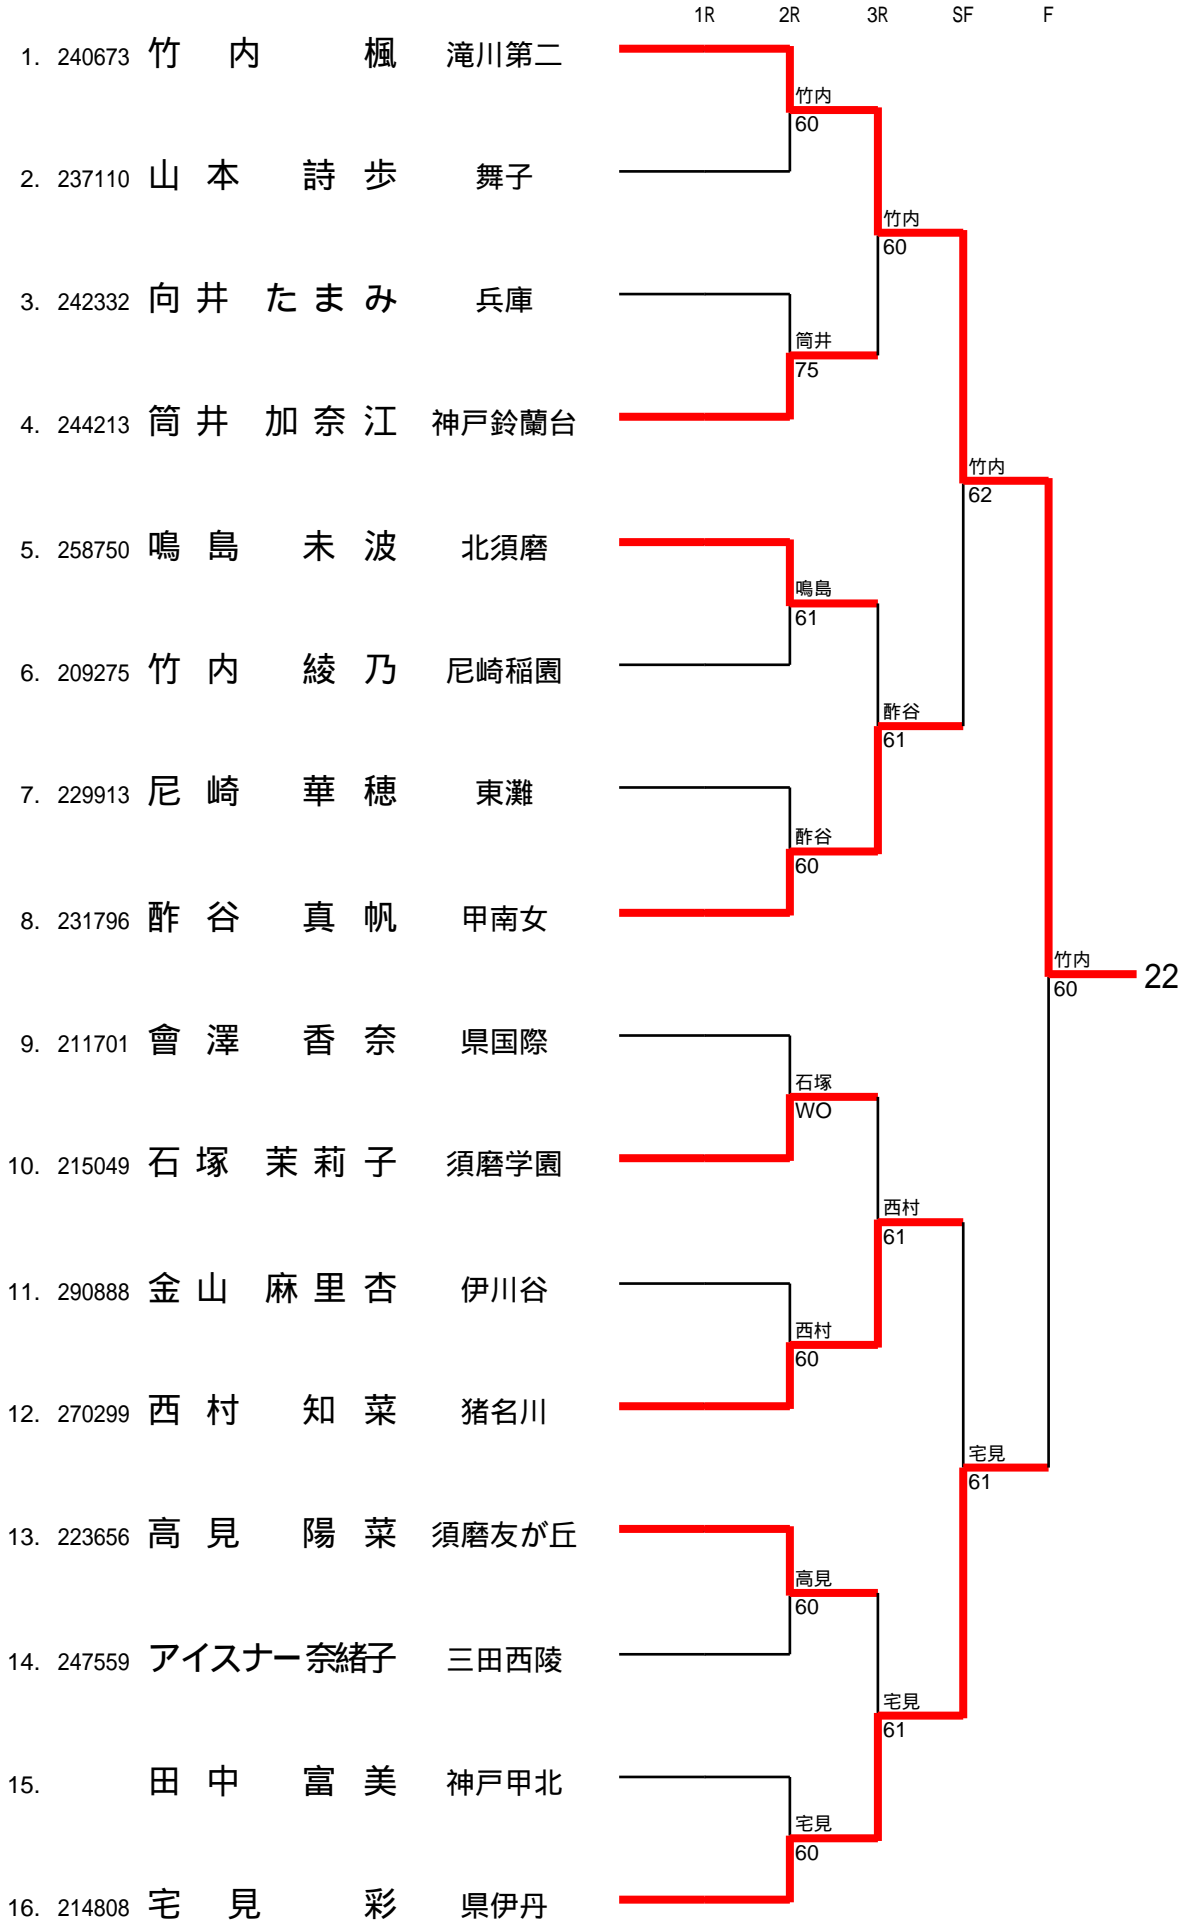 1R 2R 3R SF F
1. 240673 竹内 楓 滝川第二
竹内
60
2. 237110 山本 詩歩 舞子
竹内
60
3. 242332 向井 たまみ 兵庫
筒井
75
4. 244213 筒井 加奈江 神戸鈴蘭台
竹内
62
5. 258750 鳴島 未波 北須磨
鳴島
61
6. 209275 竹内 綾乃 尼崎稲園
酢谷
61
7. 229913 尼崎 華穂 東灘
酢谷
60
8. 231796 酢谷 真帆 甲南女
竹内
60
22
9. 211701 會澤 香奈 県国際
石塚
WO
10. 215049 石塚 茉莉子 須磨学園
西村
61
11. 290888 金山 麻里杏 伊川谷
西村
60
12. 270299 西村 知菜 猪名川
宅見
61
13. 223656 高見 陽菜 須磨友が丘
高見
60
14. 247559 アイスナー奈緒子 三田西陵
宅見
61
15. 田中 富美 神戸甲北
宅見
60
16. 214808 宅見 彩 県伊丹